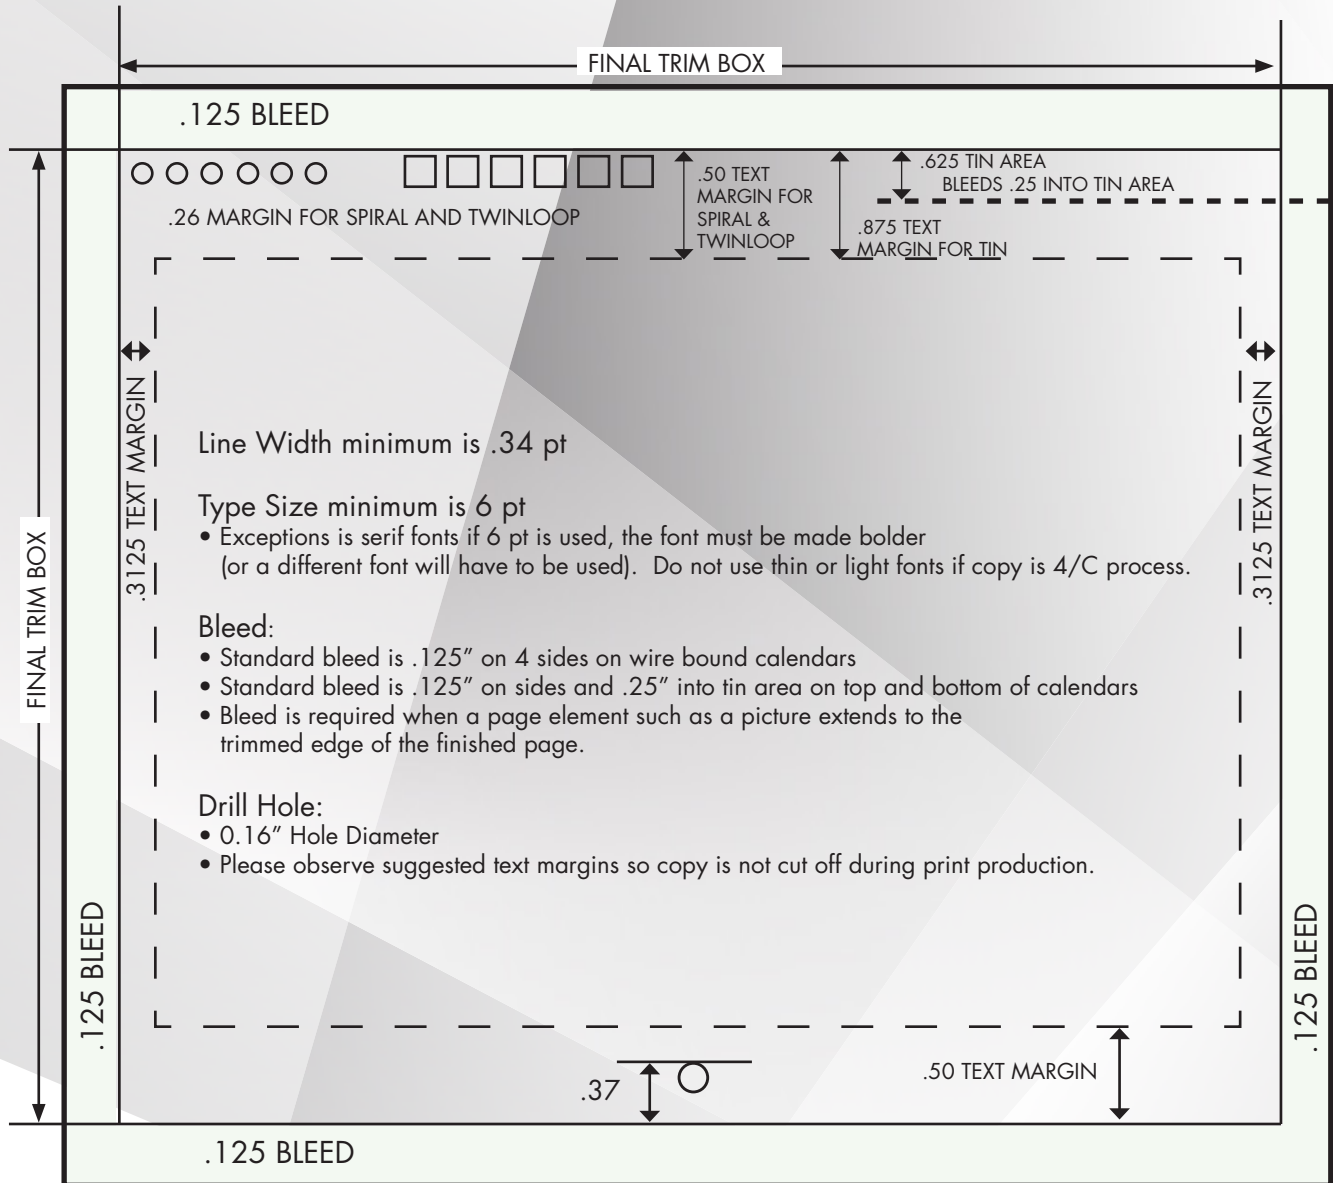 FINAL TRIM BOX
.125 BLEED
.26 MARGIN FOR SPIRAL AND TWINLOOP
.50 TEXT
MARGIN FOR
SPIRAL &
TWINLOOP
.875 TEXT
MARGIN FOR TIN
.625 TIN AREA
BLEEDS .25 INTO TIN AREA
FINAL TRIM BOX
.3125 TEXT MARGIN
.3125 TEXT MARGIN
Line Width minimum is .34 pt
Type Size minimum is 6 pt
• Exceptions is serif fonts if 6 pt is used, the font must be made bolder
(or a different font will have to be used). Do not use thin or light fonts if copy is 4/C process.
Bleed:
• Standard bleed is .125” on 4 sides on wire bound calendars
• Standard bleed is .125” on sides and .25” into tin area on top and bottom of calendars
• Bleed is required when a page element such as a picture extends to the
trimmed edge of the finished page.
Drill Hole:
• 0.16” Hole Diameter
• Please observe suggested text margins so copy is not cut off during print production.
.125 BLEED
.125 BLEED
.37
.50 TEXT MARGIN
.125 BLEED